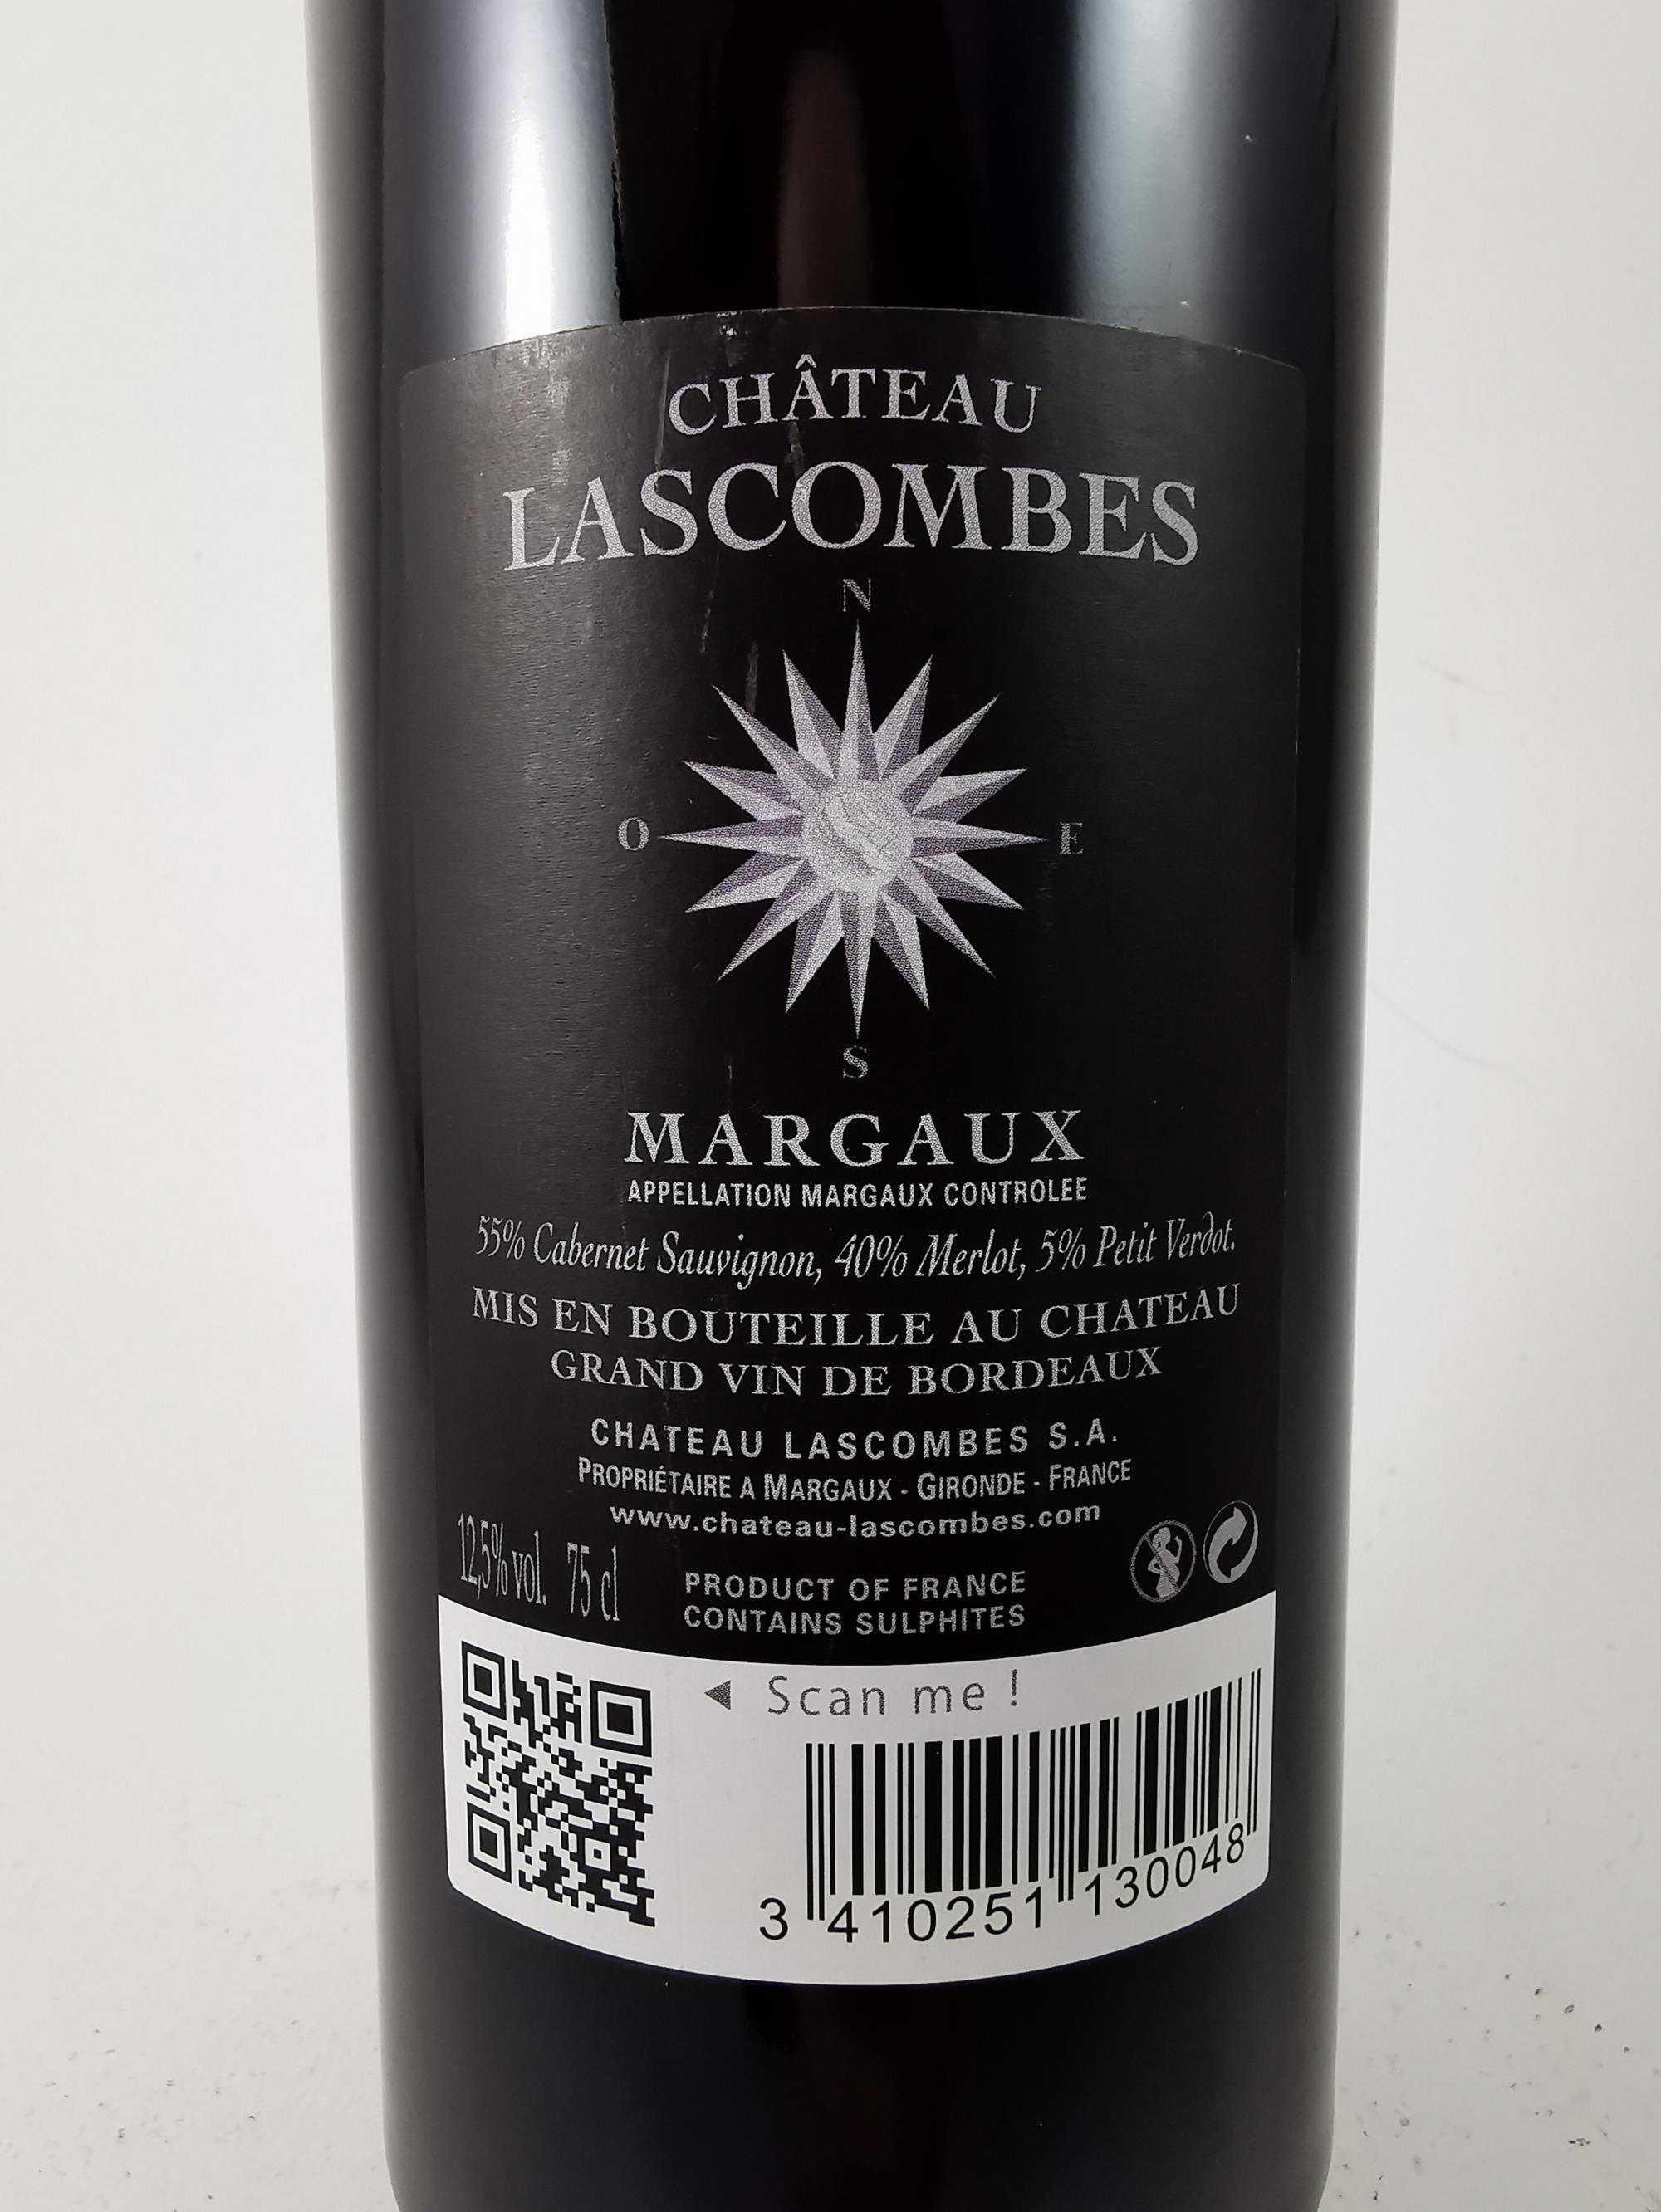 CHÂTEAU
LASCOMBES
N
O E
S
MARGAUX
APPELLATION MARGAUX CONTROLEE
55% Cabernet Sauvignon, 40% Merlot, 5% Petit Verdot.
MIS EN BOUTEILLE AU CHATEAU
GRAND VIN DE BORDEAUX
CHATEAU LASCOMBES S.A.
PROPRIÉTAIRE A MARGAUX - GIRONDE - FRANCE
www.chateau-lascombes.com
12,5% vol. 75 cl
PRODUCT OF FRANCE
CONTAINS SULPHITES
Scan me !
3 410251 130048